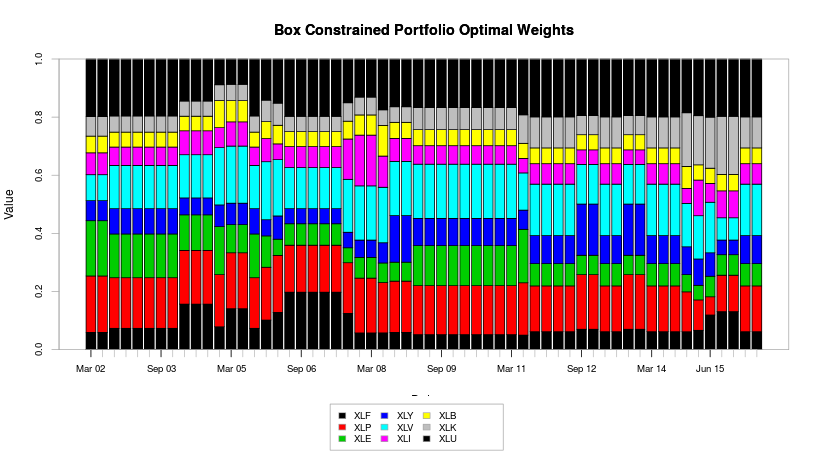 Box Constrained Portfolio Optimal Weights
Value
1.0
0.8
0.6
0.4
0.2
0.0
Mar 02 Sep 03 Mar 05 Sep 06 Mar 08 Sep 09 Mar 11 Sep 12 Mar 14 Jun 15
XLF XLY XLB
XLP XLV XLK
XLE XLI XLU